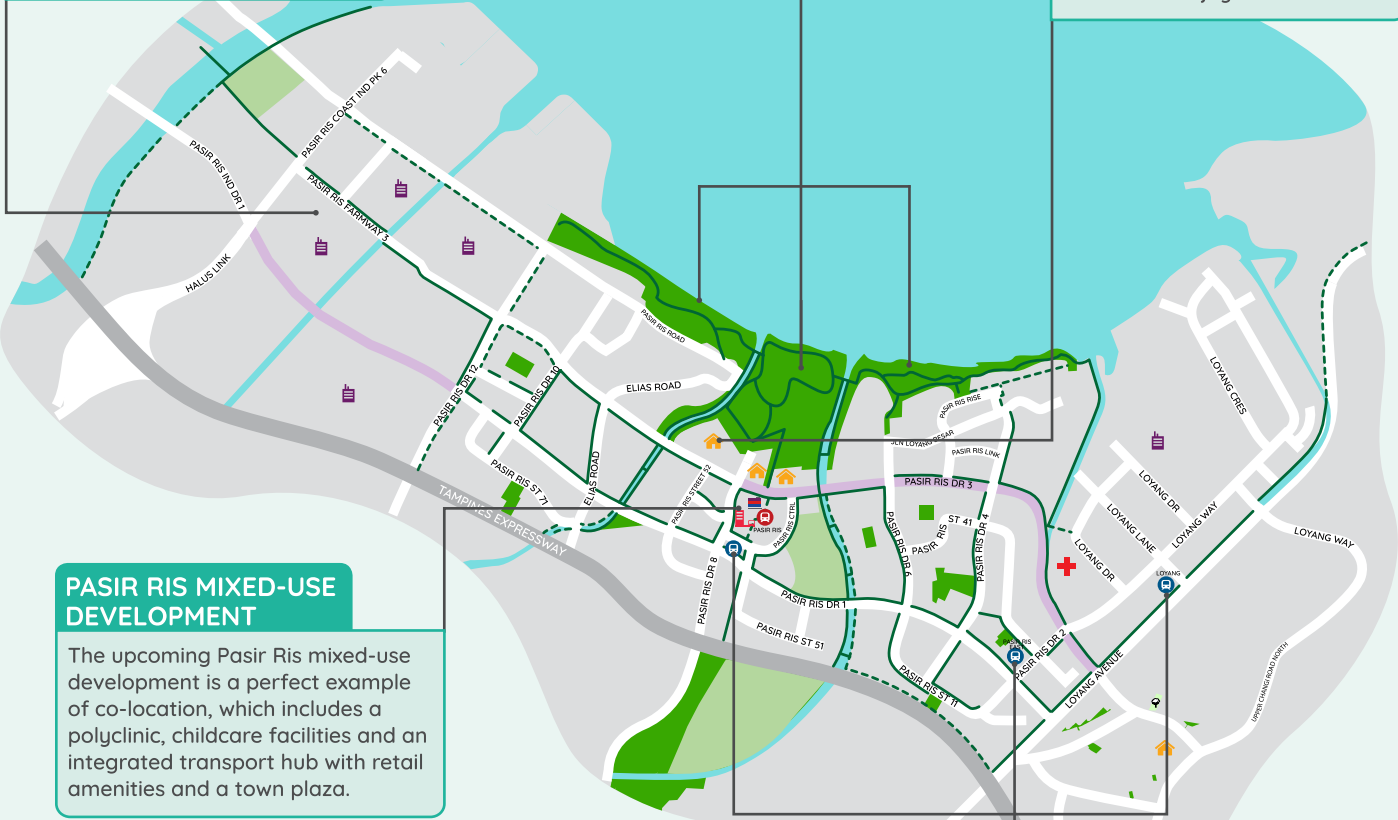 PASIR RIS COAST IND PK 6
PASIR RIS IND DR 1
PASIR RIS FARMWAY 3
HALUS LINK
PASIR RIS ROAD
ELIAS ROAD
PASIR RIS DR 12
PASIR RIS DR 10
PASIR RIS ST 71
ELIAS ROAD
PASIR RIS STREET 52
TAMPINES EXPRESSWAY
PASIR RIS
PASIR RIS CTRL
PASIR RIS DR 8
PASIR RIS DR 1
PASIR RIS ST 51
PASIR RIS RISE
PASIR RIS LINK
PASIR RIS DR 3
PASIR RIS DR 6
PASIR RIS ST 41
PASIR RIS DR 4
PASIR RIS
PASIR RIS DR 2
PASIR RIS ST 11
LOYANG AVENUE
LOYANG CRES
LOYANG DR
LOYANG LANE
LOYANG WAY
LOYANG DR
LOYANG
LOYANG WAY
UPPER CHANGI ROAD NORTH
PASIR RIS MIXED-USE
DEVELOPMENT
The upcoming Pasir Ris mixed-use
development is a perfect example
of co-location, which includes a
polyclinic, childcare facilities and an
integrated transport hub with retail
amenities and a town plaza.